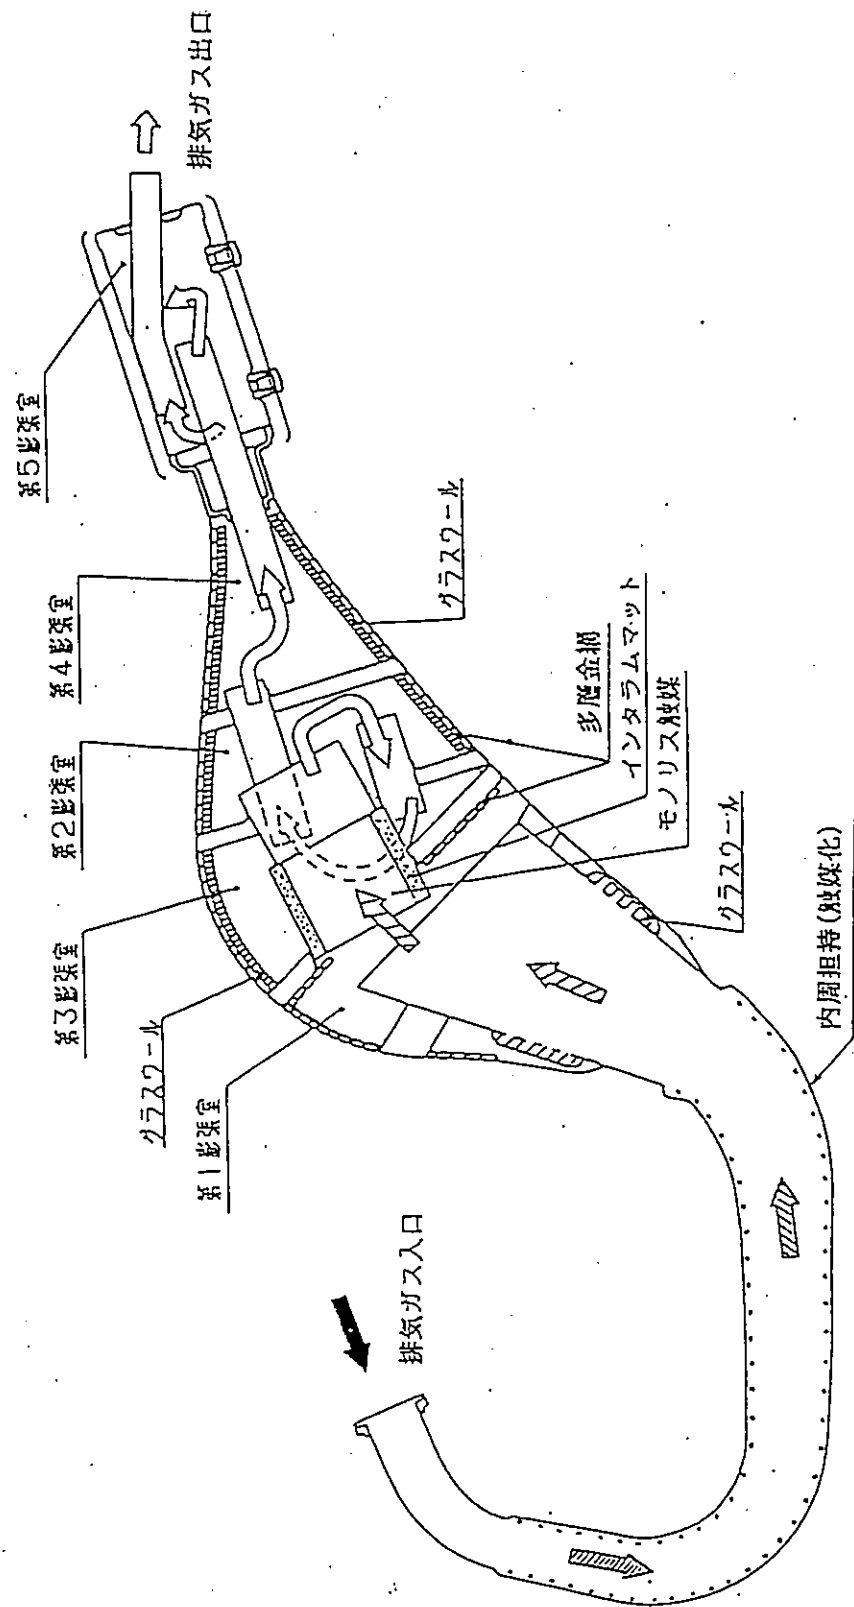 排気ガス出口
第5膨張室
第4膨張室
第2膨張室
第3膨張室
グラスウール
第1膨張室
グラスウール
多層金網
インタラムマット
モノリス触媒
グラスウール
内周担持(触媒化)
排気ガス入口